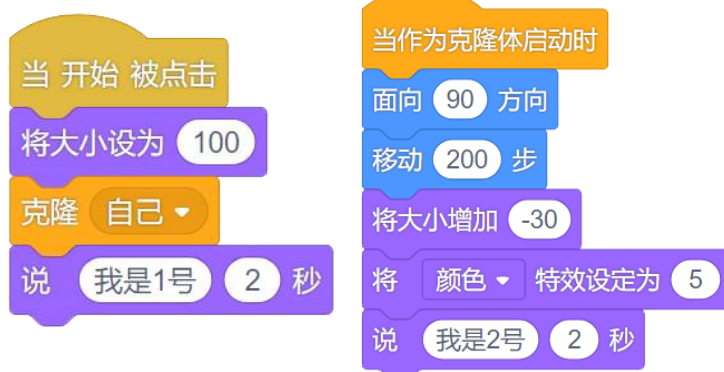 当 开始 被点击
将大小设为 100
克隆 自己
说 我是1号 2 秒
当作为克隆体启动时
面向 90 方向
移动 200 步
将大小增加 -30
将 颜色 特效设定为 5
说 我是2号 2 秒